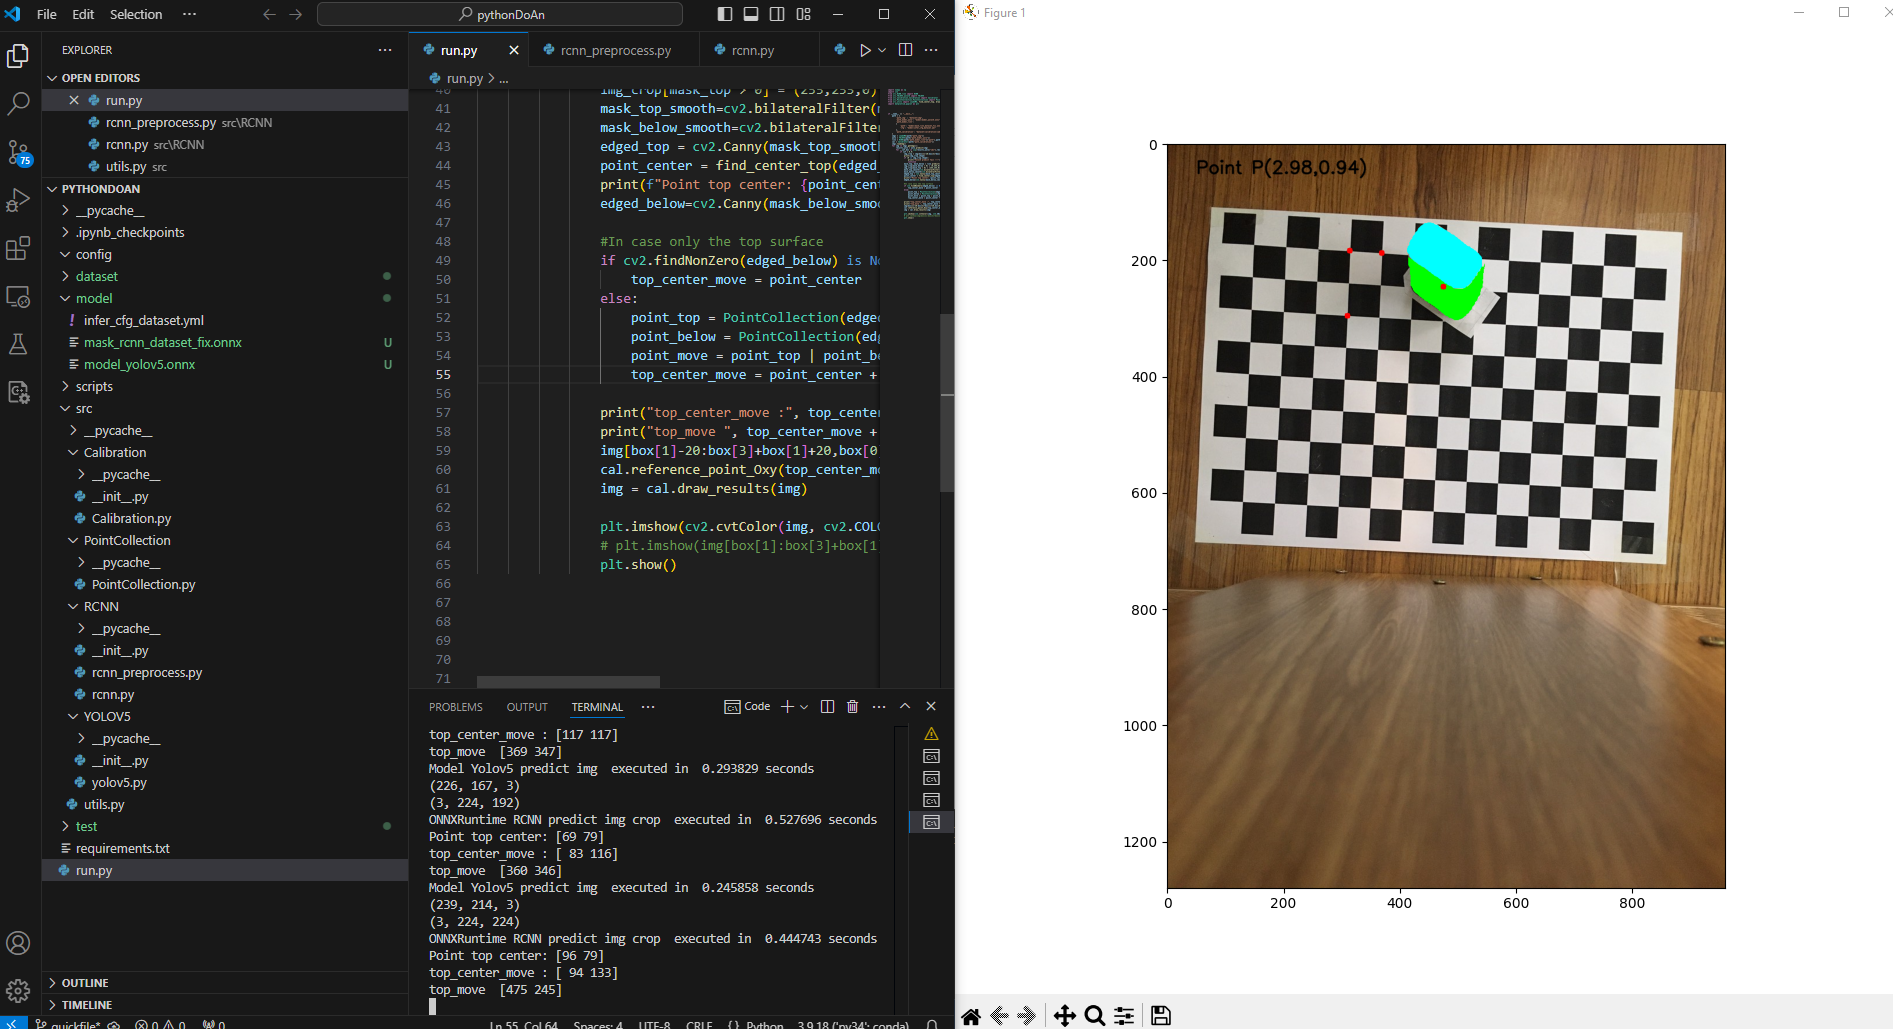 File Edit Selection ··· pythonDoAn
EXPLORER ···
OPEN EDITORS
run.py
rcnn_preprocess.py src\RCNN
rcnn.py src\RCNN
utils.py src
75
PYTHONDOAN
__pycache__
.ipynb_checkpoints
config
dataset
model
! infer_cfg_dataset.yml
mask_rcnn_dataset_fix.onnx U
model_yolov5.onnx U
scripts
src
__pycache__
Calibration
__pycache__
__init__.py
Calibration.py
PointCollection
__pycache__
PointCollection.py
RCNN
__pycache__
__init__.py
rcnn_preprocess.py
rcnn.py
YOLOV5
__pycache__
__init__.py
yolov5.py
utils.py
test
requirements.txt
run.py
OUTLINE
TIMELINE
run.py rcnn_preprocess.py rcnn.py
run.py > ...
40 img_crop[mask_top > 0] = (255,255,0)
41 mask_top_smooth=cv2.bilateralFilter(
42 mask_below_smooth=cv2.bilateralFilter
43 edged_top = cv2.Canny(mask_top_smoot
44 point_center = find_center_top(edged_
45 print(f"Point top center: {point_cent
46 edged_below=cv2.Canny(mask_below_smo
47
48 #In case only the top surface
49 if cv2.findNonZero(edged_below) is No
50 top_center_move = point_center
51 else:
52 point_top = PointCollection(edge
53 point_below = PointCollection(ed
54 point_move = point_top | point_b
55 top_center_move = point_center +
56
57 print("top_center_move :", top_cente
58 print("top_move ", top_center_move +
59 img[box[1]-20:box[3]+box[1]+20,box[0
60 cal.reference_point_Oxy(top_center_m
61 img = cal.draw_results(img)
62
63 plt.imshow(cv2.cvtColor(img, cv2.COL
64 # plt.imshow(img[box[1]:box[3]+box[1
65 plt.show()
66
67
68
69
70
71
PROBLEMS OUTPUT TERMINAL ··· Code
top_center_move : [117 117]
top_move  [369 347]
Model Yolov5 predict img  executed in  0.293829 seconds
(226, 167, 3)
(3, 224, 192)
ONNXRuntime RCNN predict img crop  executed in  0.527696 seconds
Point top center: [69 79]
top_center_move : [ 83 116]
top_move  [360 346]
Model Yolov5 predict img  executed in  0.245858 seconds
(239, 214, 3)
(3, 224, 224)
ONNXRuntime RCNN predict img crop  executed in  0.444743 seconds
Point top center: [96 79]
top_center_move : [ 94 133]
top_move  [475 245]
quickfile* 0 0 0 Ln 55, Col 64 Spaces: 4 UTF-8 CRLF {} Python 3.9.18 ('py34': conda)
Figure 1
Point P(2.98,0.94)
0
200
400
600
800
1000
1200
0 200 400 600 800